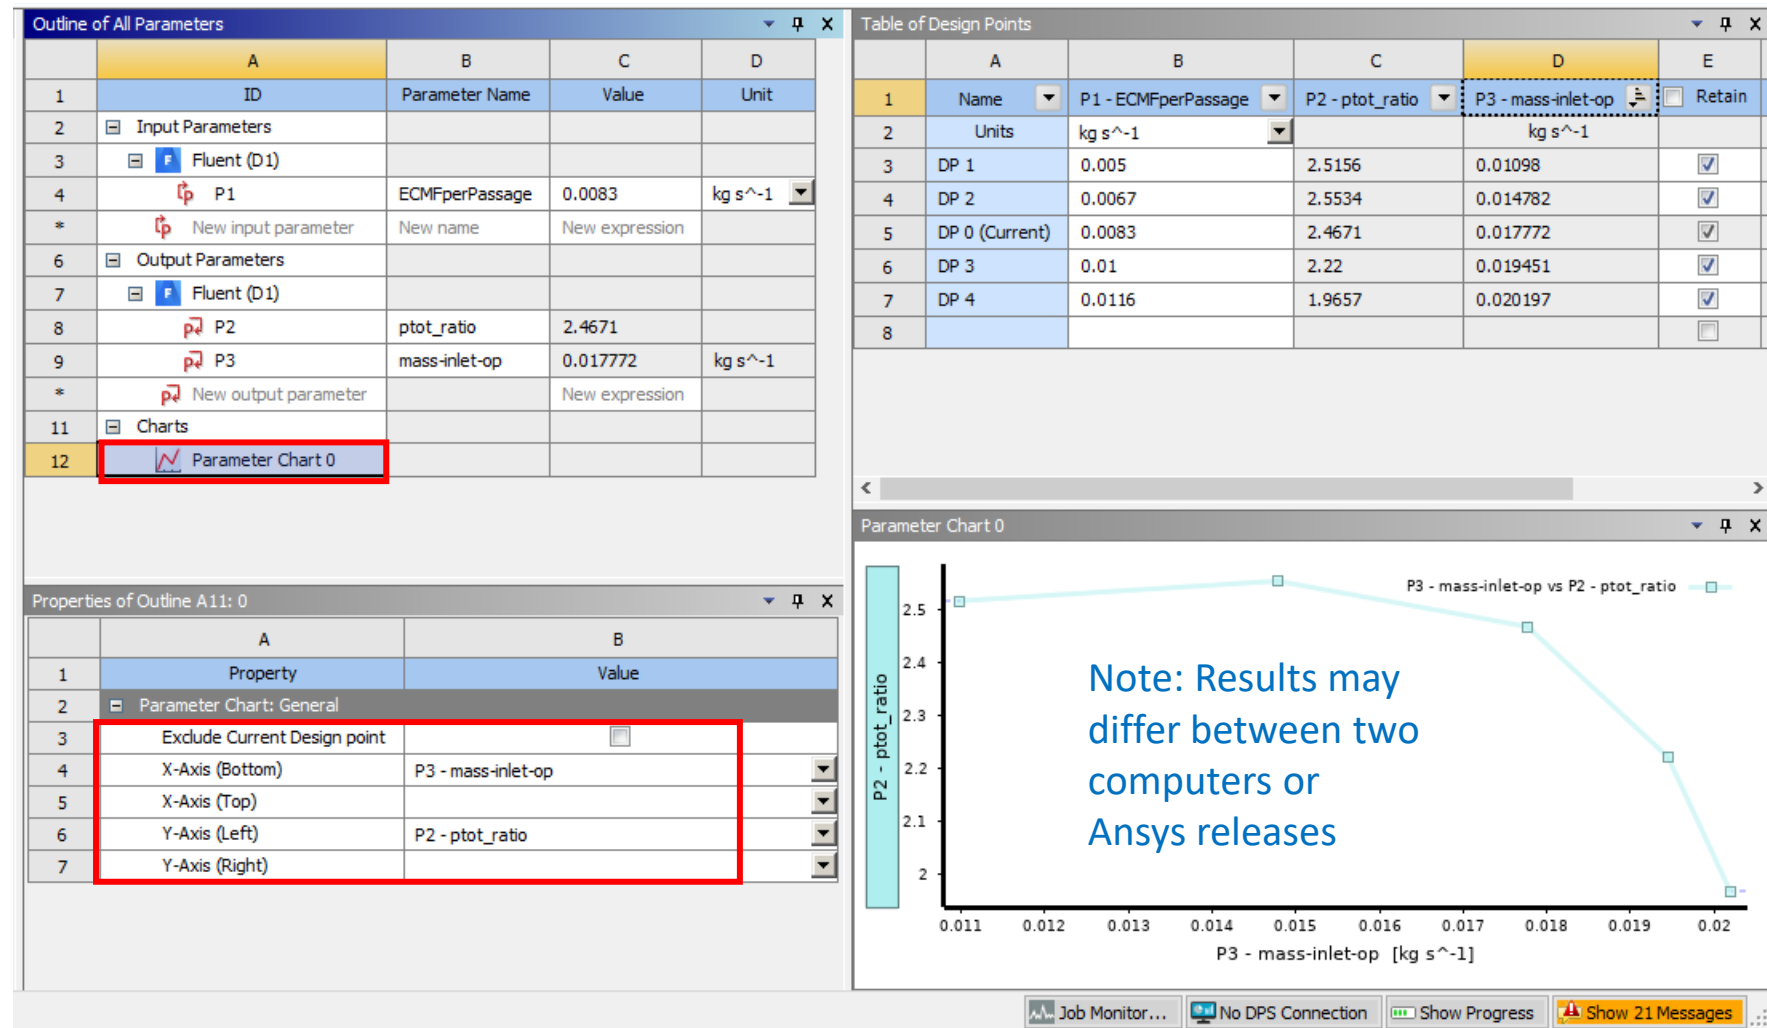 Outline of All Parameters
A B C D
1 ID Parameter Name Value Unit
2 Input Parameters
3 Fluent (D1)
4 P1 ECMFperPassage 0.0083 kg s^-1
* New input parameter New name New expression
6 Output Parameters
7 Fluent (D1)
8 P2 ptot_ratio 2.4671
9 P3 mass-inlet-op 0.017772 kg s^-1
* New output parameter New expression
11 Charts
12 Parameter Chart 0
Properties of Outline A11: 0
A B
1 Property Value
2 Parameter Chart: General
3 Exclude Current Design point
4 X-Axis (Bottom) P3 - mass-inlet-op
5 X-Axis (Top)
6 Y-Axis (Left) P2 - ptot_ratio
7 Y-Axis (Right)
Table of Design Points
A B C D E
1 Name P1 - ECMFperPassage P2 - ptot_ratio P3 - mass-inlet-op Retain
2 Units kg s^-1 kg s^-1
3 DP 1 0.005 2.5156 0.01098
4 DP 2 0.0067 2.5534 0.014782
5 DP 0 (Current) 0.0083 2.4671 0.017772
6 DP 3 0.01 2.22 0.019451
7 DP 4 0.0116 1.9657 0.020197
8
Parameter Chart 0
P3 - mass-inlet-op vs P2 - ptot_ratio
P2 - ptot_ratio
2.5
2.4
2.3
2.2
2.1
2
Note: Results may
differ between two
computers or
Ansys releases
0.011 0.012 0.013 0.014 0.015 0.016 0.017 0.018 0.019 0.02
P3 - mass-inlet-op [kg s^-1]
Job Monitor... No DPS Connection Show Progress Show 21 Messages